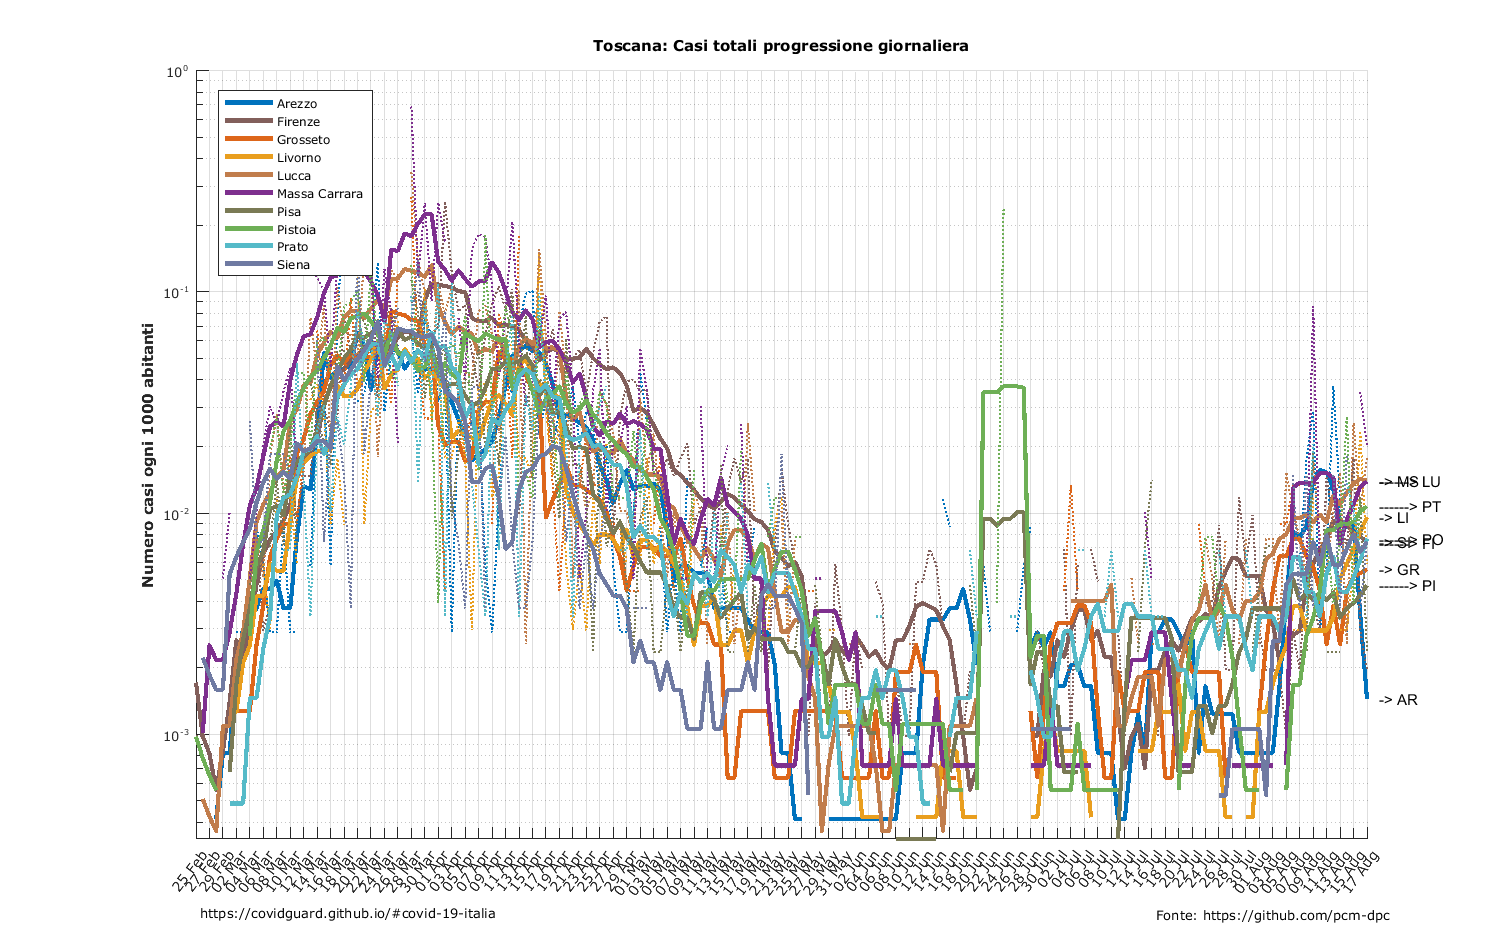 Toscana: Casi totali progressione giornaliera
Numero casi ogni 1000 abitanti
10^0
10^-1
10^-2
10^-3
Arezzo
Firenze
Grosseto
Livorno
Lucca
Massa Carrara
Pisa
Pistoia
Prato
Siena
-> MS
LU
------> PT
-> LI
PO
FI
-> GR
------> PI
-> AR
25 Feb
27 Feb
29 Feb
02 Mar
04 Mar
06 Mar
08 Mar
10 Mar
12 Mar
14 Mar
16 Mar
18 Mar
20 Mar
22 Mar
24 Mar
26 Mar
28 Mar
30 Mar
01 Apr
03 Apr
05 Apr
07 Apr
09 Apr
11 Apr
13 Apr
15 Apr
17 Apr
19 Apr
21 Apr
23 Apr
25 Apr
27 Apr
29 Apr
01 May
03 May
05 May
07 May
09 May
11 May
13 May
15 May
17 May
19 May
21 May
23 May
25 May
27 May
29 May
31 May
02 Jun
04 Jun
06 Jun
08 Jun
10 Jun
12 Jun
14 Jun
16 Jun
18 Jun
20 Jun
22 Jun
24 Jun
26 Jun
28 Jun
30 Jun
02 Jul
04 Jul
06 Jul
08 Jul
10 Jul
12 Jul
14 Jul
16 Jul
18 Jul
20 Jul
22 Jul
24 Jul
26 Jul
28 Jul
30 Jul
01 Aug
03 Aug
05 Aug
07 Aug
09 Aug
11 Aug
13 Aug
15 Aug
17 Aug
https://covidguard.github.io/#covid-19-italia
Fonte: https://github.com/pcm-dpc